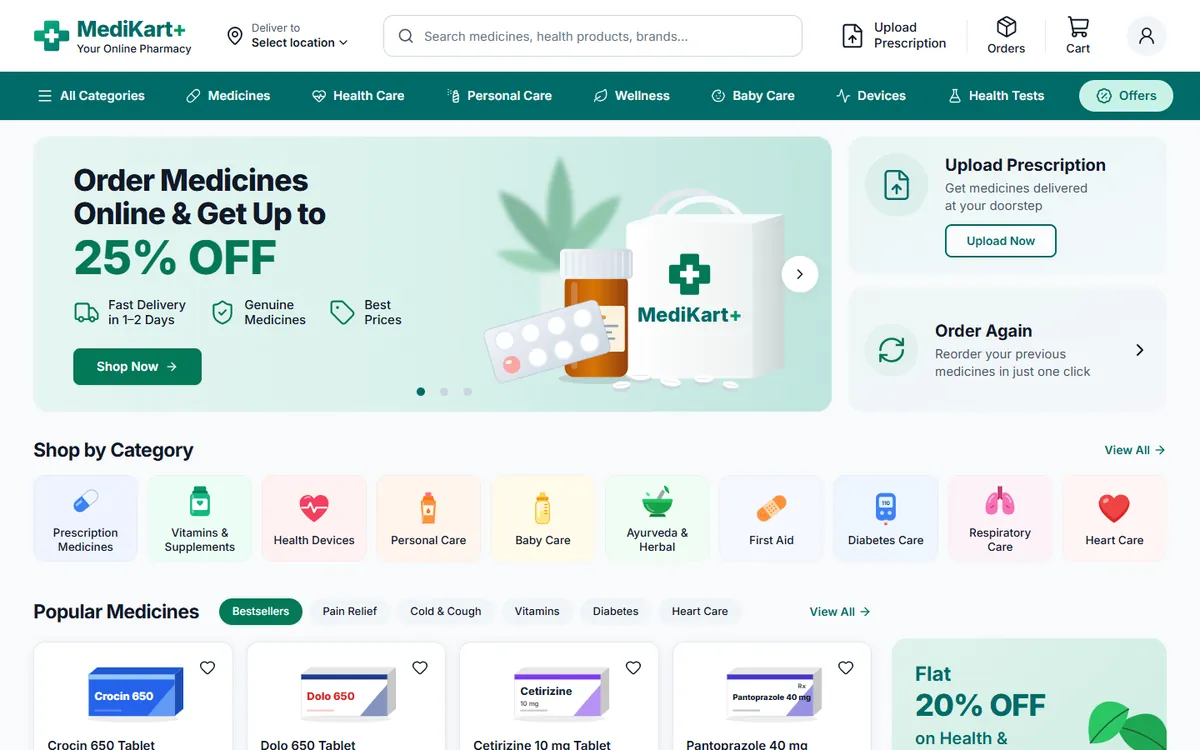 MediKart+
Your Online Pharmacy
Deliver to
Select location
Search medicines, health products, brands...
Upload
Prescription
Orders
Cart
All Categories
Medicines
Health Care
Personal Care
Wellness
Baby Care
Devices
Health Tests
Offers
Order Medicines
Online & Get Up to
25% OFF
Fast Delivery
in 1–2 Days
Genuine
Medicines
Best
Prices
Shop Now
MediKart+
Upload Prescription
Get medicines delivered
at your doorstep
Upload Now
Order Again
Reorder your previous
medicines in just one click
Shop by Category
View All
Prescription
Medicines
Vitamins &
Supplements
Health Devices
Personal Care
Baby Care
Ayurveda &
Herbal
First Aid
110
Diabetes Care
Respiratory
Care
Heart Care
Popular Medicines
Bestsellers
Pain Relief
Cold & Cough
Vitamins
Diabetes
Heart Care
View All
Crocin 650
Crocin 650 Tablet
Dolo 650
Dolo 650 Tablet
Cetirizine
10 mg
Cetirizine 10 mg Tablet
Rx
Pantoprazole 40 mg
Pantoprazole 40 mg
Flat
20% OFF
on Health &